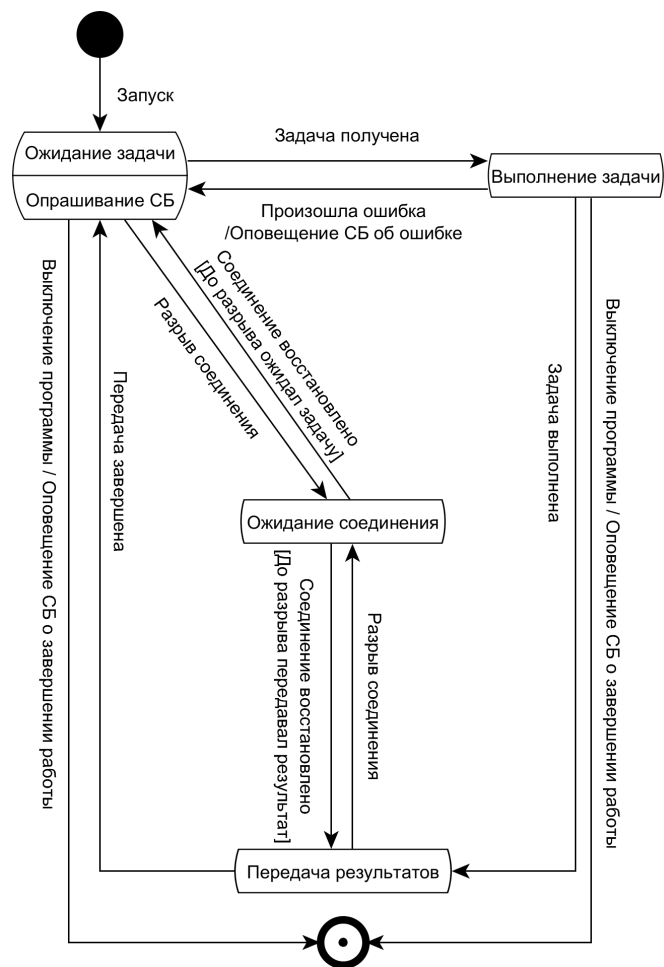 Запуск
Ожидание задачи
Опрашивание СБ
Задача получена
Выполнение задачи
Произошла ошибка
/Оповещение СБ об ошибке
Соединение восстановлено
[До разрыва ожидал задачу]
Разрыв соединения
Выключение программы / Оповещение СБ о завершении работы
Передача завершена
Задача выполнена
Выключение программы / Оповещение СБ о завершении работы
Ожидание соединения
Соединение восстановлено
[До разрыва передавал результат]
Разрыв соединения
Передача результатов